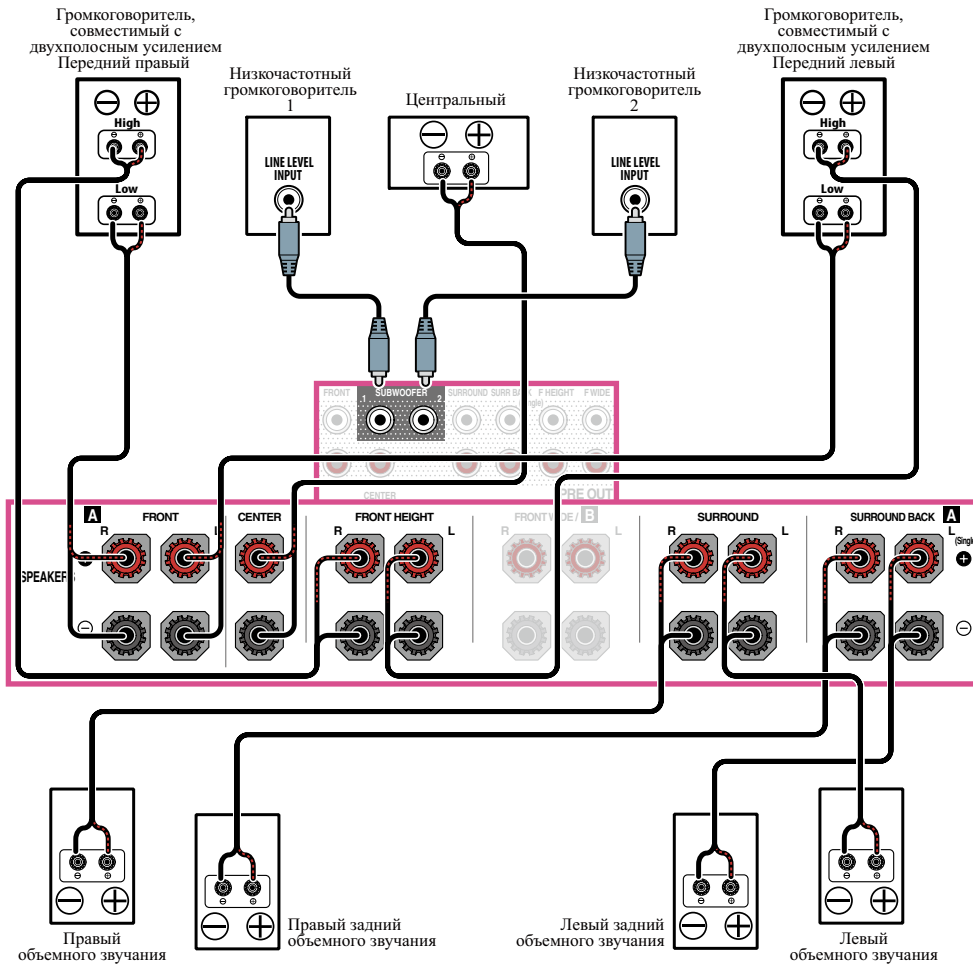 Громкоговоритель,
совместимый с
двухполосным усилением
Передний правый
Низкочастотный
громкоговоритель
1
Центральный
Низкочастотный
громкоговоритель
2
Громкоговоритель,
совместимый с
двухполосным усилением
Передний левый
High
Low
LINE LEVEL
INPUT
LINE LEVEL
INPUT
High
Low
FRONT SUBWOOFER SURROUND SURR BACK F HEIGHT F WIDE
1 2
CENTER PRE OUT
A FRONT CENTER FRONT HEIGHT FRONT WIDE / B SURROUND SURROUND BACK A
R L R L R L R L R L
(Single
SPEAKERS
Правый
объемного звучания
Правый задний
объемного звучания
Левый задний
объемного звучания
Левый
объемного звучания